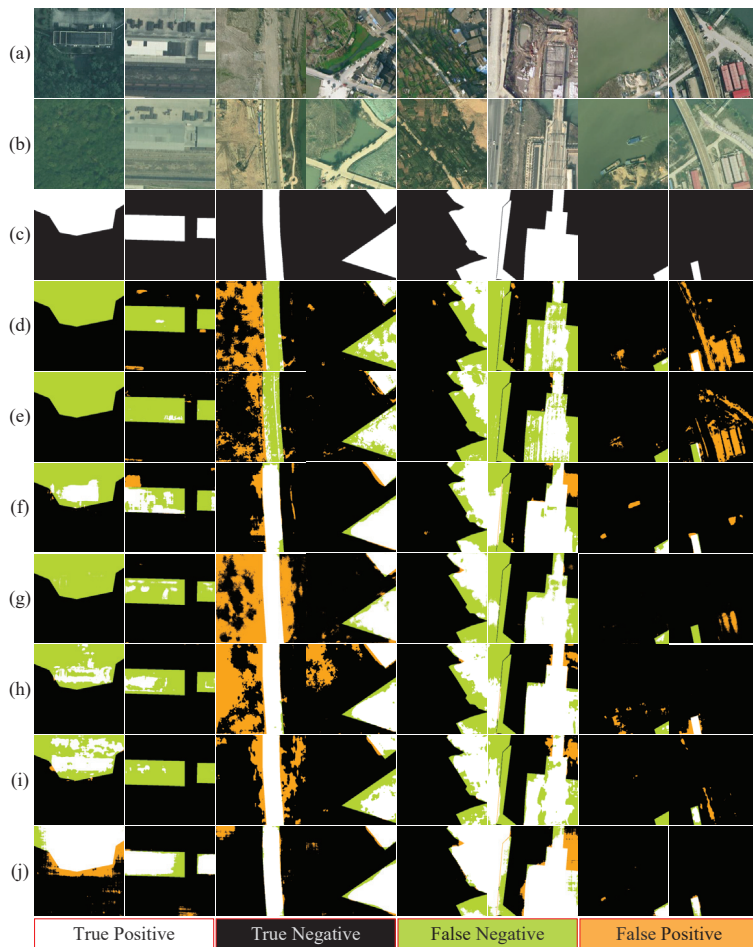 (a)
(b)
(c)
(d)
(e)
(f)
(g)
(h)
(i)
(j)
True Positive True Negative False Negative False Positive